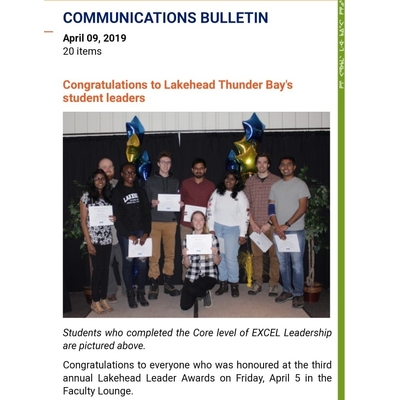 COMMUNICATIONS BULLETIN
April 09, 2019
20 items
Congratulations to Lakehead Thunder Bay's
student leaders
Students who completed the Core level of EXCEL Leadership
are pictured above.
Congratulations to everyone who was honoured at the third
annual Lakehead Leader Awards on Friday, April 5 in the
Faculty Lounge.